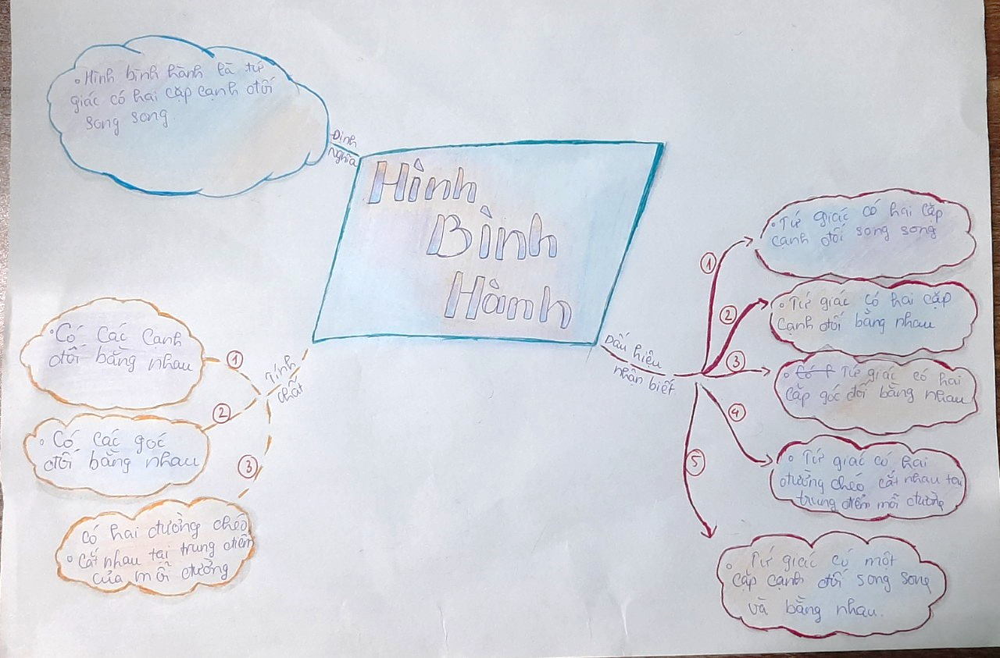 Hình
Bình
Hành
Định
Nghĩa
Hình bình hành là tứ
giác có hai cặp cạnh đối
song song
Tính
chất
1
Có các cạnh
đối bằng nhau
2
Có các góc
đối bằng nhau
3
Có hai đường chéo
cắt nhau tại trung điểm
của mỗi đường
Dấu hiệu
nhận biết
1
Tứ giác có hai cặp
cạnh đối song song
2
Tứ giác có hai cặp
cạnh đối bằng nhau
3
Tứ giác có hai
cặp góc đối bằng nhau
4
Tứ giác có hai
đường chéo cắt nhau tại
trung điểm mỗi đường
5
Tứ giác có một
cặp cạnh đối song song
và bằng nhau.